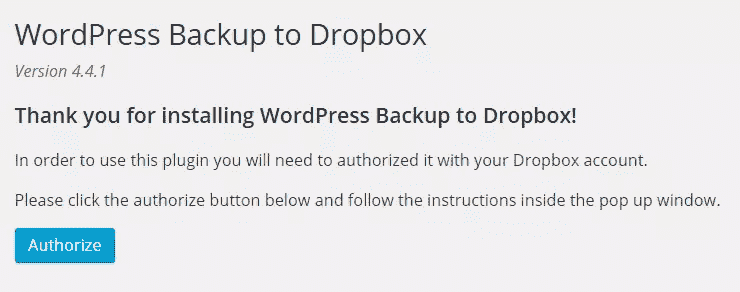 WordPress Backup to Dropbox
Version 4.4.1
Thank you for installing WordPress Backup to Dropbox!
In order to use this plugin you will need to authorized it with your Dropbox account.
Please click the authorize button below and follow the instructions inside the pop up window.
Authorize